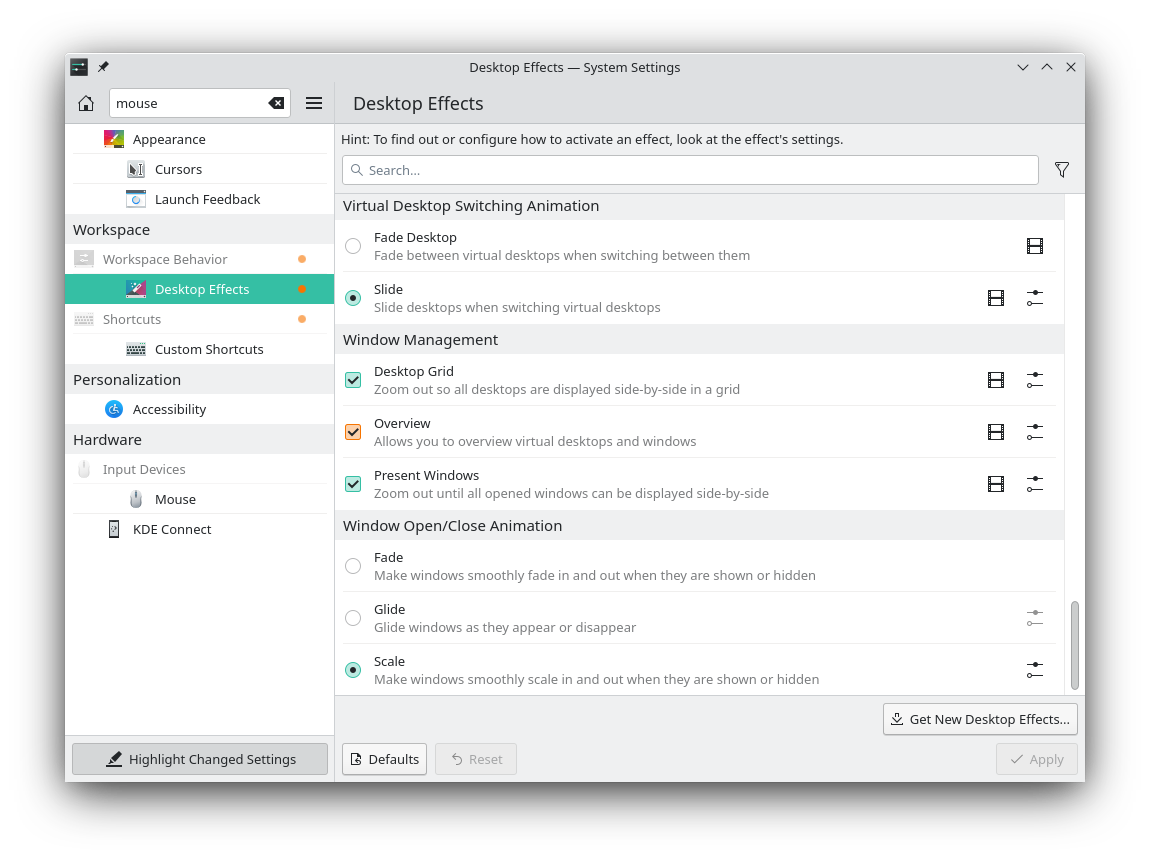 Desktop Effects — System Settings
mouse
Desktop Effects
Appearance
Cursors
Launch Feedback
Workspace
Workspace Behavior
Desktop Effects
Shortcuts
Custom Shortcuts
Personalization
Accessibility
Hardware
Input Devices
Mouse
KDE Connect
Highlight Changed Settings
Hint: To find out or configure how to activate an effect, look at the effect's settings.
Search...
Virtual Desktop Switching Animation
Fade Desktop
Fade between virtual desktops when switching between them
Slide
Slide desktops when switching virtual desktops
Window Management
Desktop Grid
Zoom out so all desktops are displayed side-by-side in a grid
Overview
Allows you to overview virtual desktops and windows
Present Windows
Zoom out until all opened windows can be displayed side-by-side
Window Open/Close Animation
Fade
Make windows smoothly fade in and out when they are shown or hidden
Glide
Glide windows as they appear or disappear
Scale
Make windows smoothly scale in and out when they are shown or hidden
Get New Desktop Effects...
Defaults
Reset
Apply